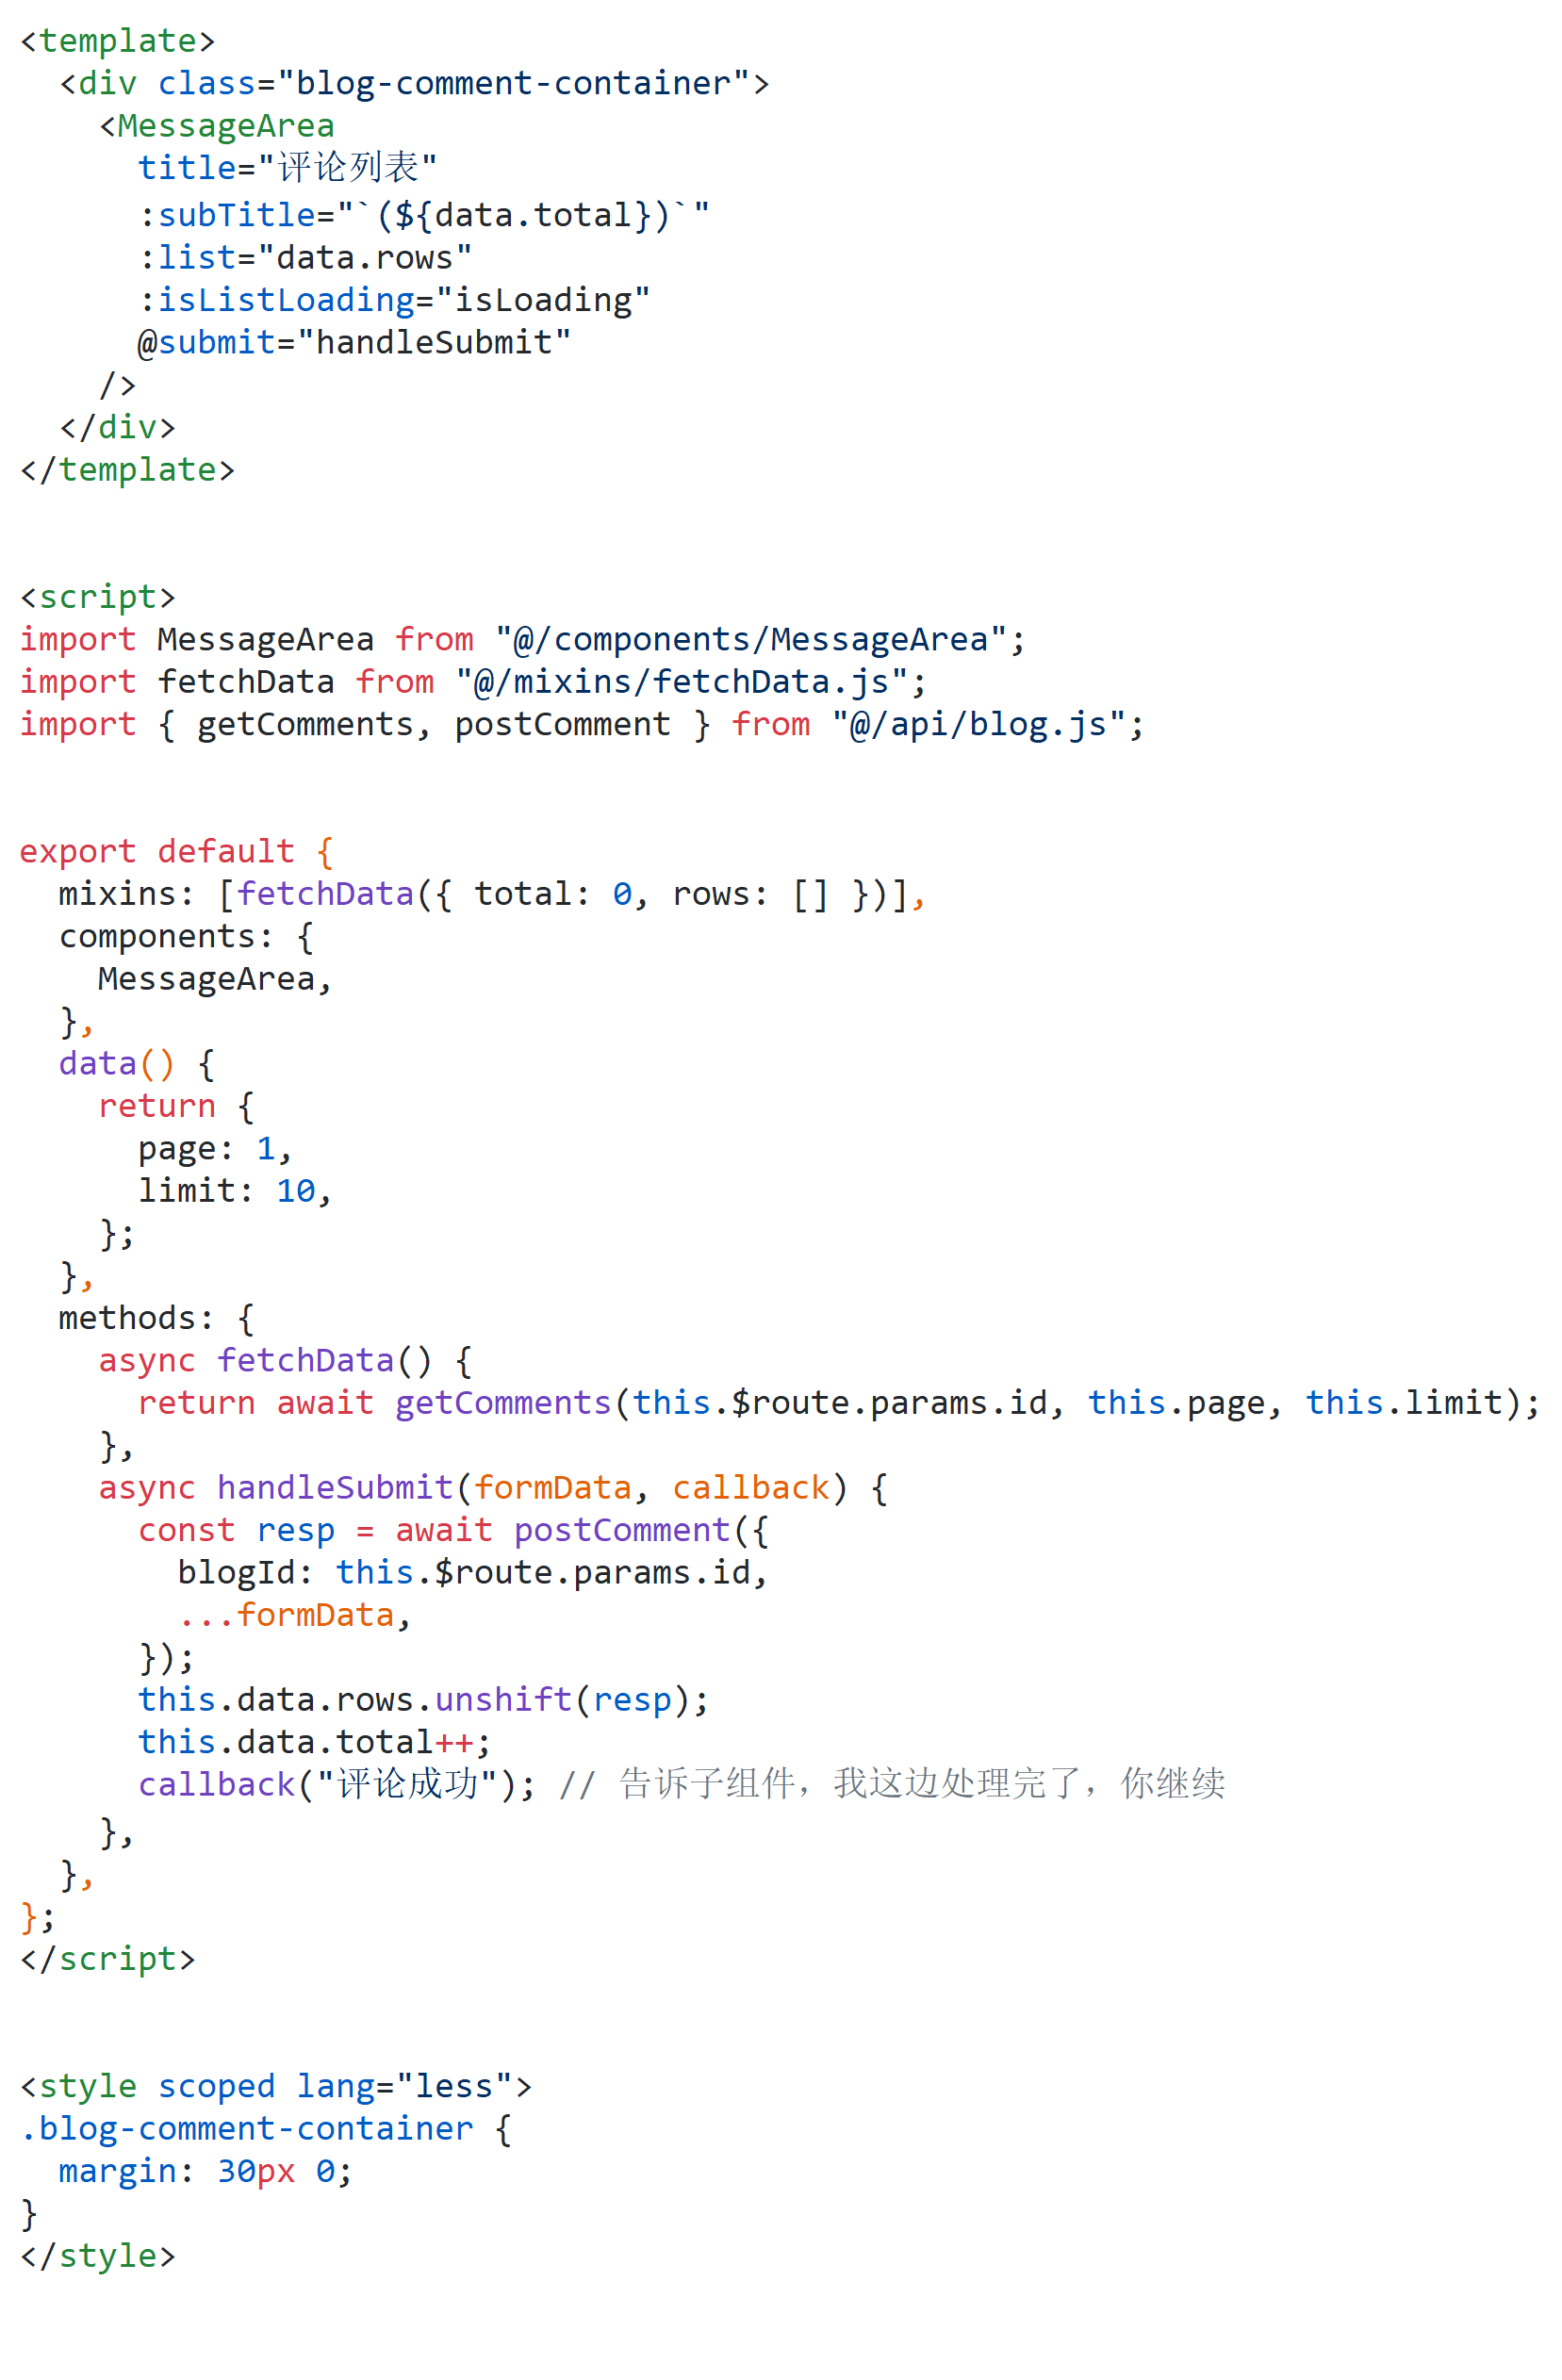 <template>
  <div class="blog-comment-container">
    <MessageArea
      title="评论列表"
      :subTitle="`(${data.total})`"
      :list="data.rows"
      :isListLoading="isLoading"
      @submit="handleSubmit"
    />
  </div>
</template>

<script>
import MessageArea from "@/components/MessageArea";
import fetchData from "@/mixins/fetchData.js";
import { getComments, postComment } from "@/api/blog.js";

export default {
  mixins: [fetchData({ total: 0, rows: [] })],
  components: {
    MessageArea,
  },
  data() {
    return {
      page: 1,
      limit: 10,
    };
  },
  methods: {
    async fetchData() {
      return await getComments(this.$route.params.id, this.page, this.limit);
    },
    async handleSubmit(formData, callback) {
      const resp = await postComment({
        blogId: this.$route.params.id,
        ...formData,
      });
      this.data.rows.unshift(resp);
      this.data.total++;
      callback("评论成功"); // 告诉子组件，我这边处理完了，你继续
    },
  },
};
</script>

<style scoped lang="less">
.blog-comment-container {
  margin: 30px 0;
}
</style>